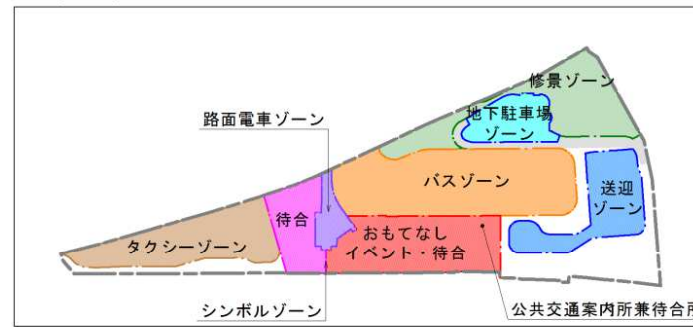 修景ゾーン
地下駐車場
ゾーン
路面電車ゾーン
バスゾーン
送迎
ゾーン
待合
おもてなし
イベント・待合
タクシーゾーン
シンボルゾーン
公共交通案内所兼待合所